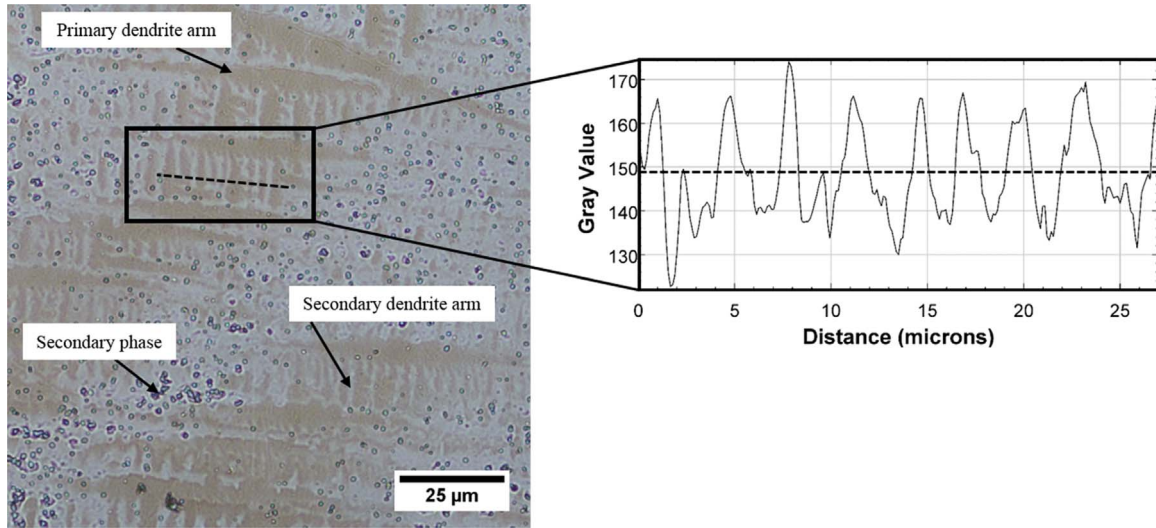 Primary dendrite arm
Secondary dendrite arm
Secondary phase
25 µm
Gray Value
170
160
150
140
130
0 5 10 15 20 25
Distance (microns)